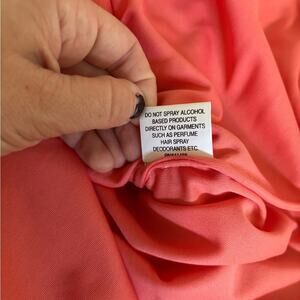 DO NOT SPRAY ALCOHOL
BASED PRODUCTS
DIRECTLY ON GARMENTS
SUCH AS PERFUME
HAIR SPRAY
DEODORANTS ETC.